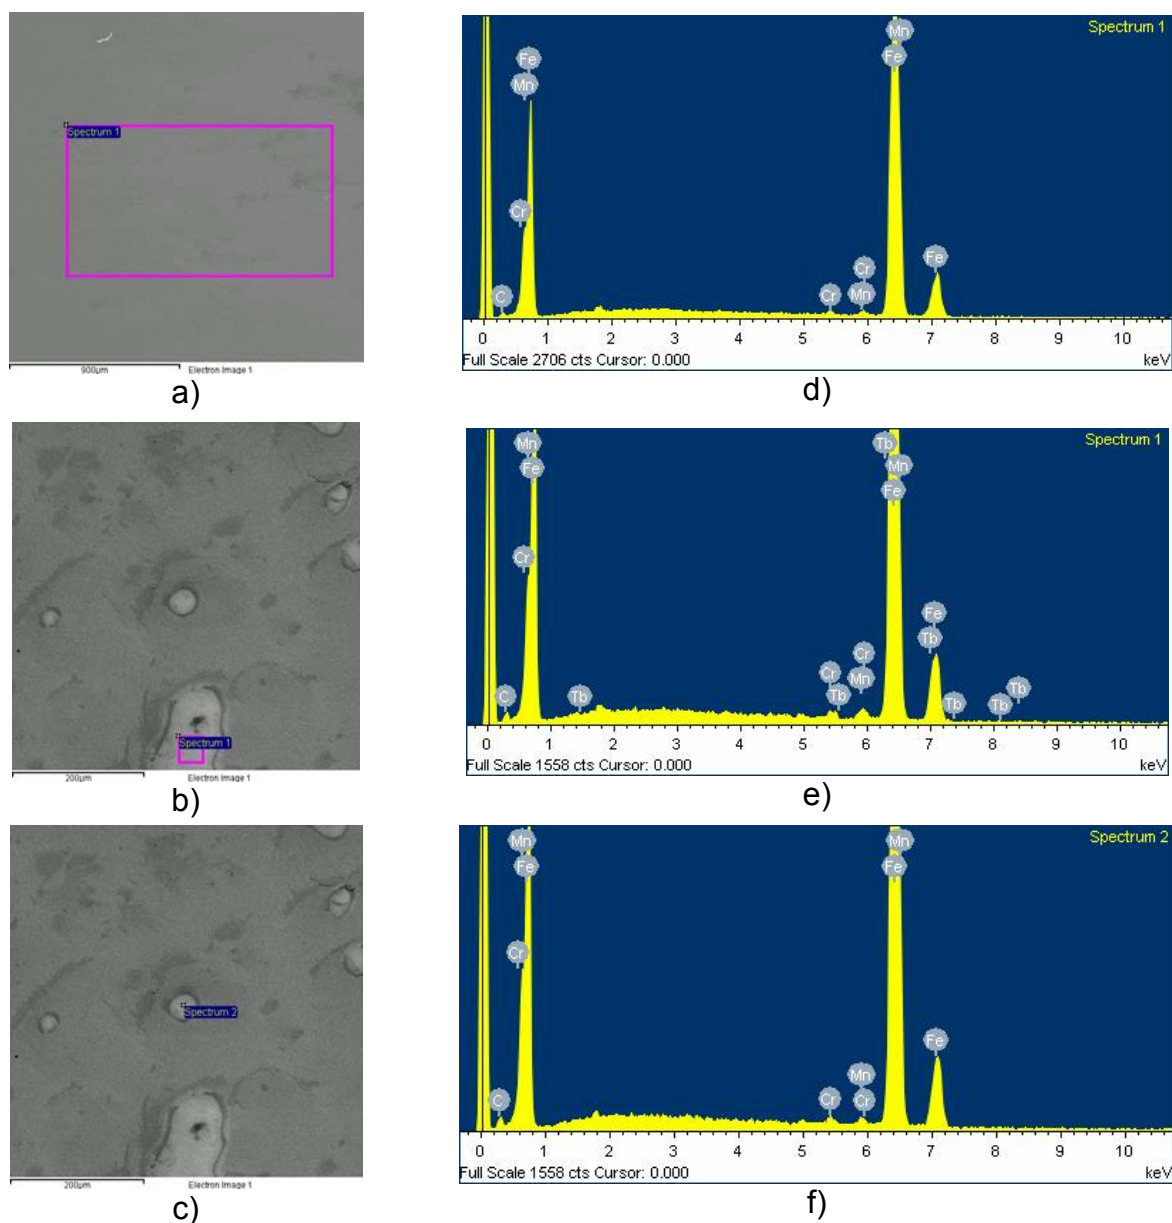 Spectrum 1
900µm Electron Image 1
a)
Spectrum 1
Fe
Mn
Cr
C
Mn
Fe
Cr
Cr
Mn
Fe
0 1 2 3 4 5 6 7 8 9 10
Full Scale 2706 cts Cursor: 0.000 keV
d)
Spectrum 1
200µm Electron Image 1
b)
Spectrum 1
Mn
Fe
Cr
C
Tb
Tb
Mn
Fe
Cr
Tb
Cr
Mn
Fe
Tb
Tb
Tb
Tb
0 1 2 3 4 5 6 7 8 9 10
Full Scale 1558 cts Cursor: 0.000 keV
e)
Spectrum 2
200µm Electron Image 1
c)
Spectrum 2
Mn
Fe
Cr
C
Mn
Fe
Cr
Mn
Cr
Fe
0 1 2 3 4 5 6 7 8 9 10
Full Scale 1558 cts Cursor: 0.000 keV
f)